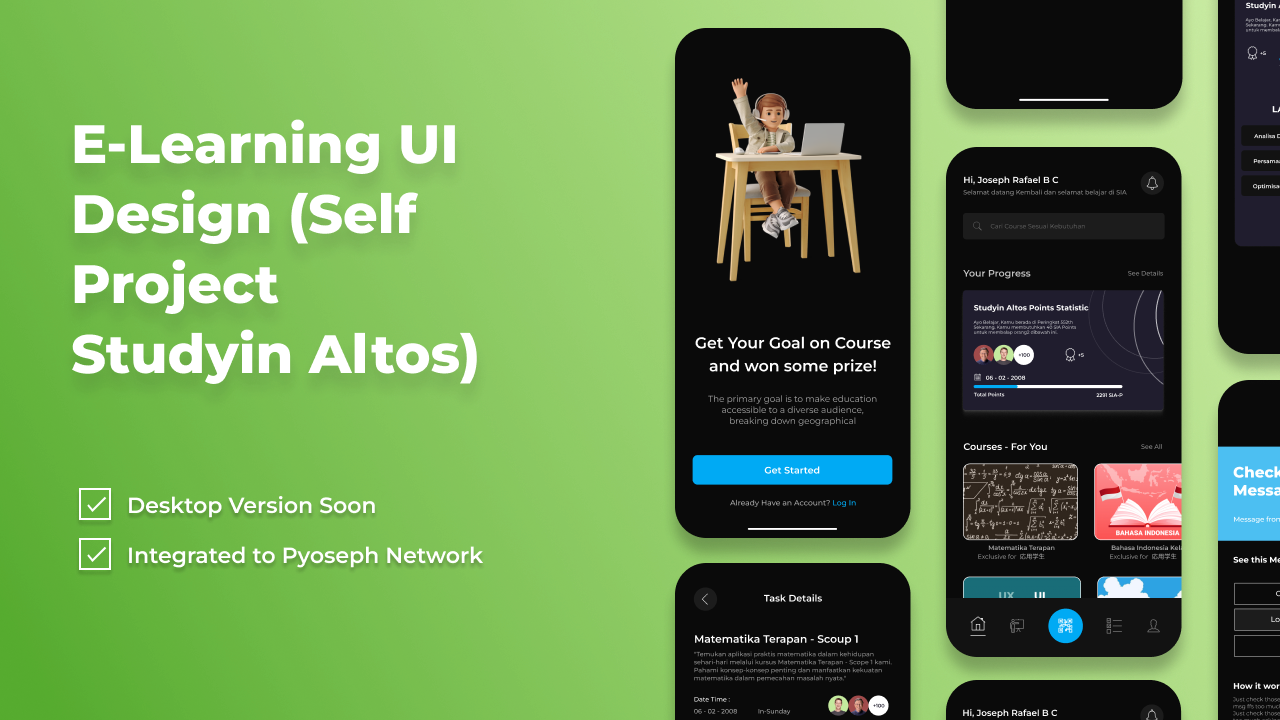 E-Learning UI
Design (Self
Project
Studyin Altos)
Desktop Version Soon
Integrated to Pyoseph Network
Get Your Goal on Course
and won some prize!
The primary goal is to make education
accessible to a diverse audience,
breaking down geographical
Get Started
Already Have an Account? Log In
Task Details
Matematika Terapan - Scoup 1
"Temukan aplikasi praktis matematika dalam kehidupan
sehari-hari melalui kursus Matematika Terapan - Scope 1 kami.
Pahami konsep-konsep penting dan manfaatkan kekuatan
matematika dalam pemecahan masalah nyata."
Date Time :
06 - 02 - 2008 In-Sunday
+100
Hi, Joseph Rafael B C
Selamat datang Kembali dan selamat belajar di SIA
Cari Course Sesuai Kebutuhan
Your Progress See Details
Studyin Altos Points Statistic
Ayo Belajar, Kamu berada di Peringkat 552th
Sekarang. Kamu membutuhkan 40 SIA Points
untuk membalap orang2 dibawah ini.
+100 +5
06 - 02 - 2008
Total Points 2291 SIA-P
Courses - For You See All
BAHASA INDONESIA
Matematika Terapan Bahasa Indonesia Kela
Exclusive for 応用学生 Exclusive for 応用学生
UX UI
Hi, Joseph Rafael B C
Studyin A
Ayo Belajar, Ka
Sekarang. Kamu
untuk membala
+5
LA
Analisa D
Persamaa
Optimisa
Check
Messa
Message from
See this Me
Lo
How it wor
Just check those
msg ffs too much
Just check those